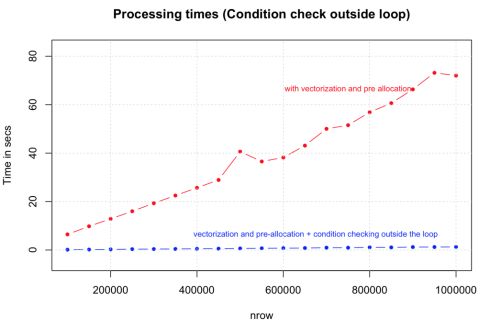 Processing times (Condition check outside loop)
80
with vectorization and pre allocation
60
Time in secs
40
20
vectorization and pre-allocation + condition checking outside the loop
0
200000 400000 600000 800000 1000000
nrow